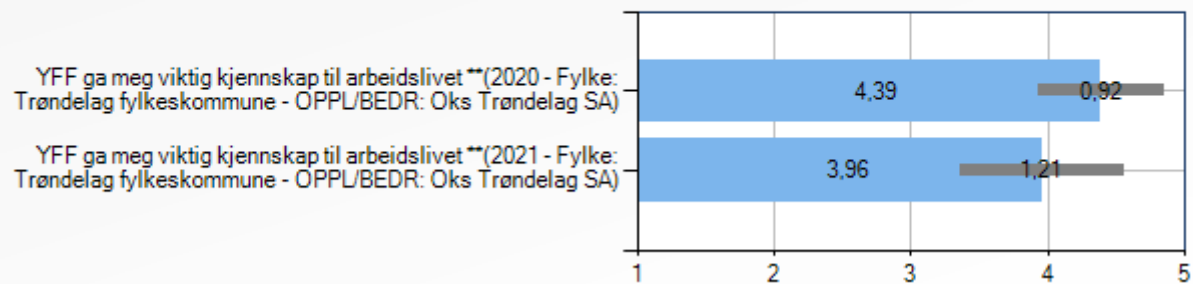 YFF ga meg viktig kjennskap til arbeidslivet **(2020 - Fylke:
Trøndelag fylkeskommune - OPPL/BEDR: Oks Trøndelag SA)
4,39
0,92
YFF ga meg viktig kjennskap til arbeidslivet **(2021 - Fylke:
Trøndelag fylkeskommune - OPPL/BEDR: Oks Trøndelag SA)
3,96
1,21
1 2 3 4 5